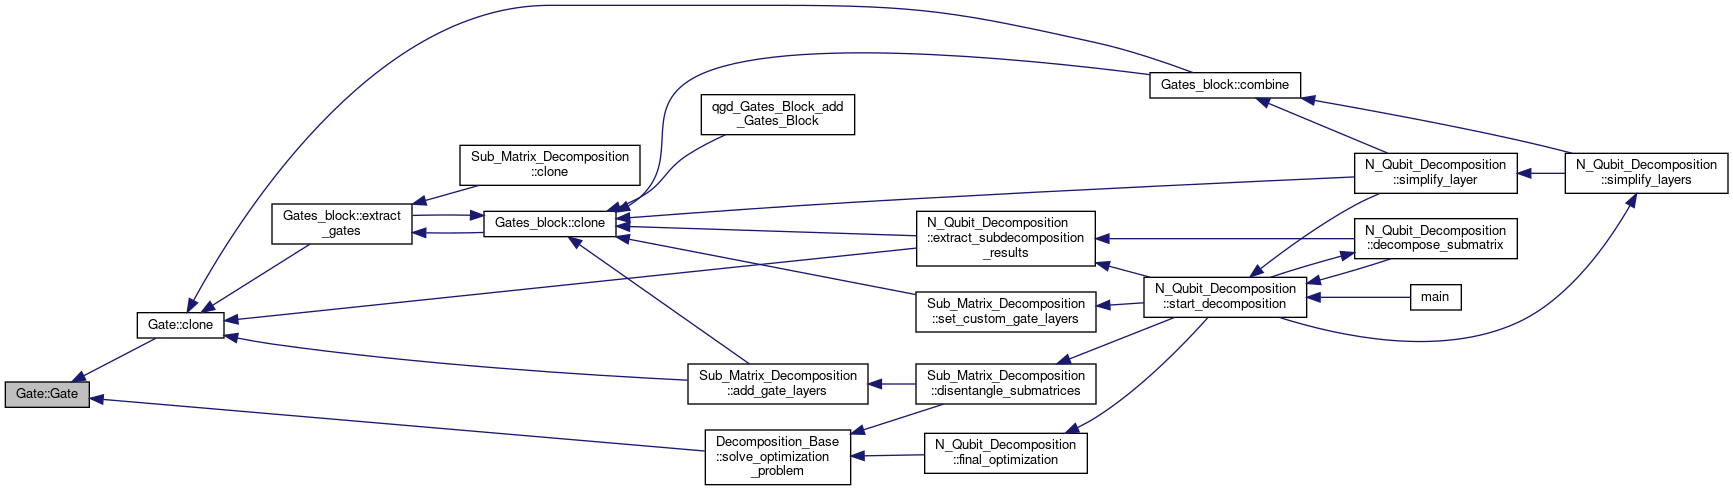 Gates_block::combine
qgd_Gates_Block_add
_Gates_Block
Sub_Matrix_Decomposition
::clone
N_Qubit_Decomposition
::simplify_layer
N_Qubit_Decomposition
::simplify_layers
Gates_block::extract
_gates
Gates_block::clone
N_Qubit_Decomposition
::extract_subdecomposition
_results
N_Qubit_Decomposition
::decompose_submatrix
N_Qubit_Decomposition
::start_decomposition
main
Sub_Matrix_Decomposition
::set_custom_gate_layers
Gate::clone
Sub_Matrix_Decomposition
::add_gate_layers
Sub_Matrix_Decomposition
::disentangle_submatrices
Gate::Gate
Decomposition_Base
::solve_optimization
_problem
N_Qubit_Decomposition
::final_optimization